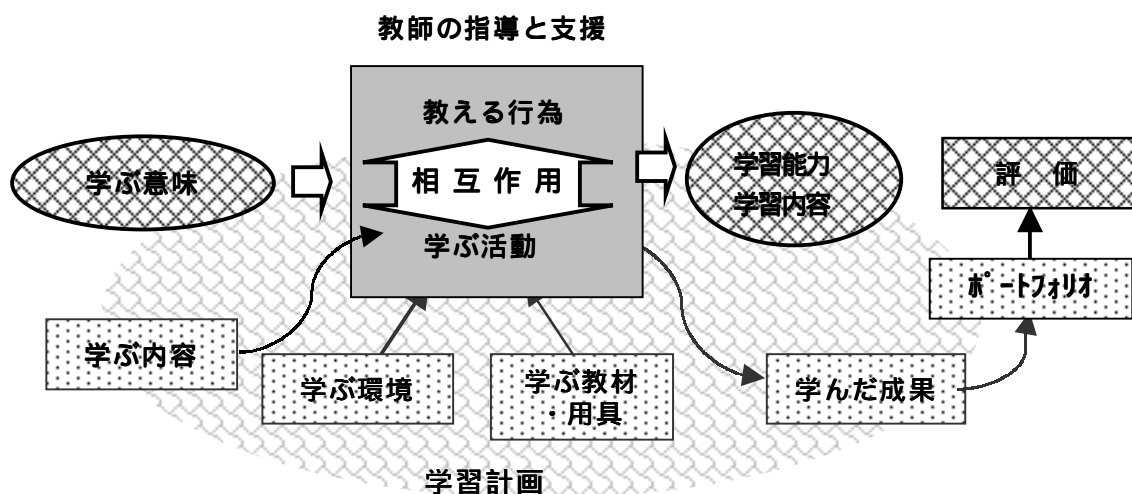 教師の指導と支援
教える行為
学ぶ意味
相互作用
学習能力
学習内容
評　価
学ぶ活動
ﾎﾟｰﾄﾌｫﾘｵ
学ぶ内容
学ぶ環境
学ぶ教材
・用具
学んだ成果
学習計画